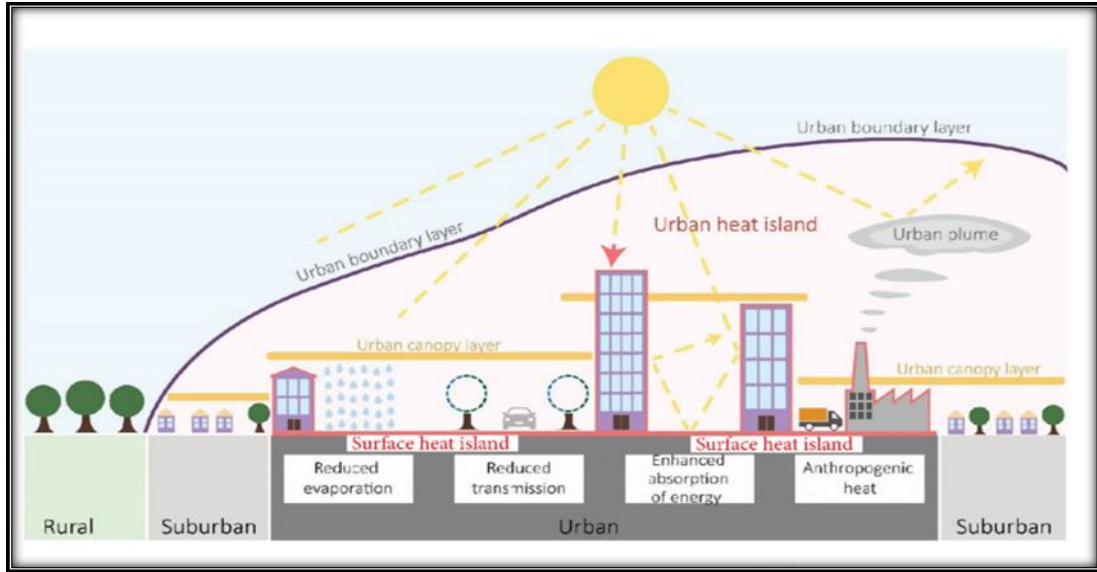 Urban boundary layer
Urban boundary layer
Urban heat island
Urban plume
Urban canopy layer
Urban canopy layer
Surface heat island
Surface heat island
Reduced
evaporation
Reduced
transmission
Enhanced
absorption
of energy
Anthropogenic
heat
Rural
Suburban
Urban
Suburban